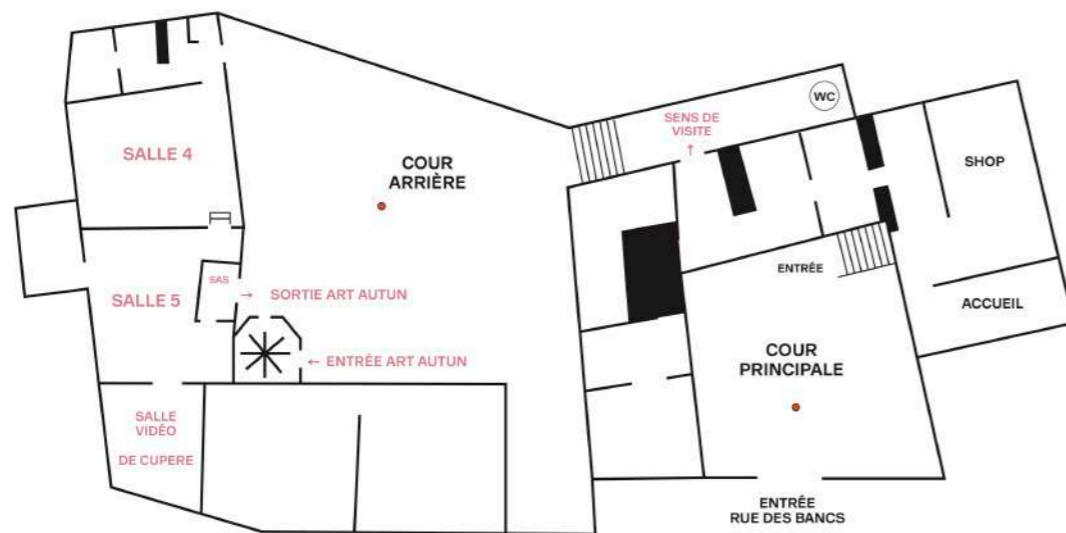 SALLE 4
COUR
ARRIÈRE
SENS DE
VISITE
↑
WC
SHOP
SAS
SALLE 5
→ SORTIE ART AUTUN
ENTRÉE
ACCUEIL
← ENTRÉE ART AUTUN
COUR
PRINCIPALE
SALLE
VIDÉO
DE CUPERE
ENTRÉE
RUE DES BANCS